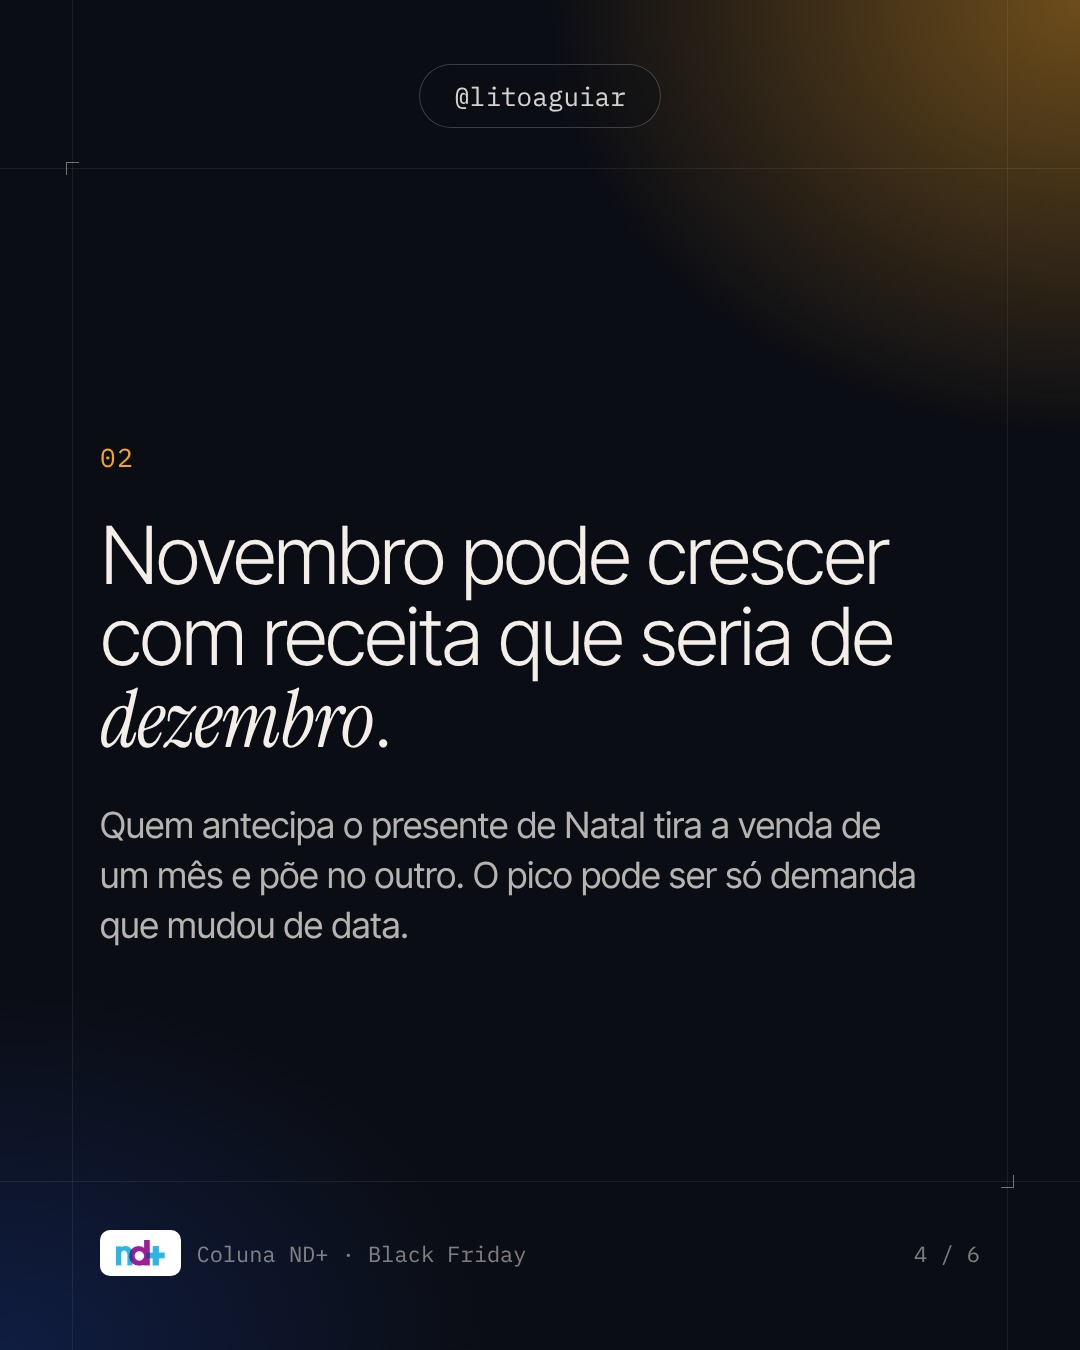 @litoaguiar
02
Novembro pode crescer
com receita que seria de
dezembro.
Quem antecipa o presente de Natal tira a venda de
um mês e põe no outro. O pico pode ser só demanda
que mudou de data.
nd+ Coluna ND+ · Black Friday 4 / 6